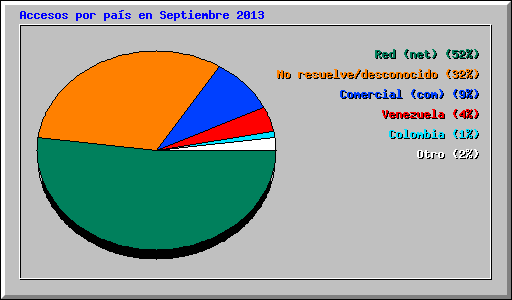 Accesos por país en Septiembre 2013
Red (net) (52%)
No resuelve/desconocido (32%)
Comercial (com) (9%)
Venezuela (4%)
Colombia (1%)
Otro (2%)